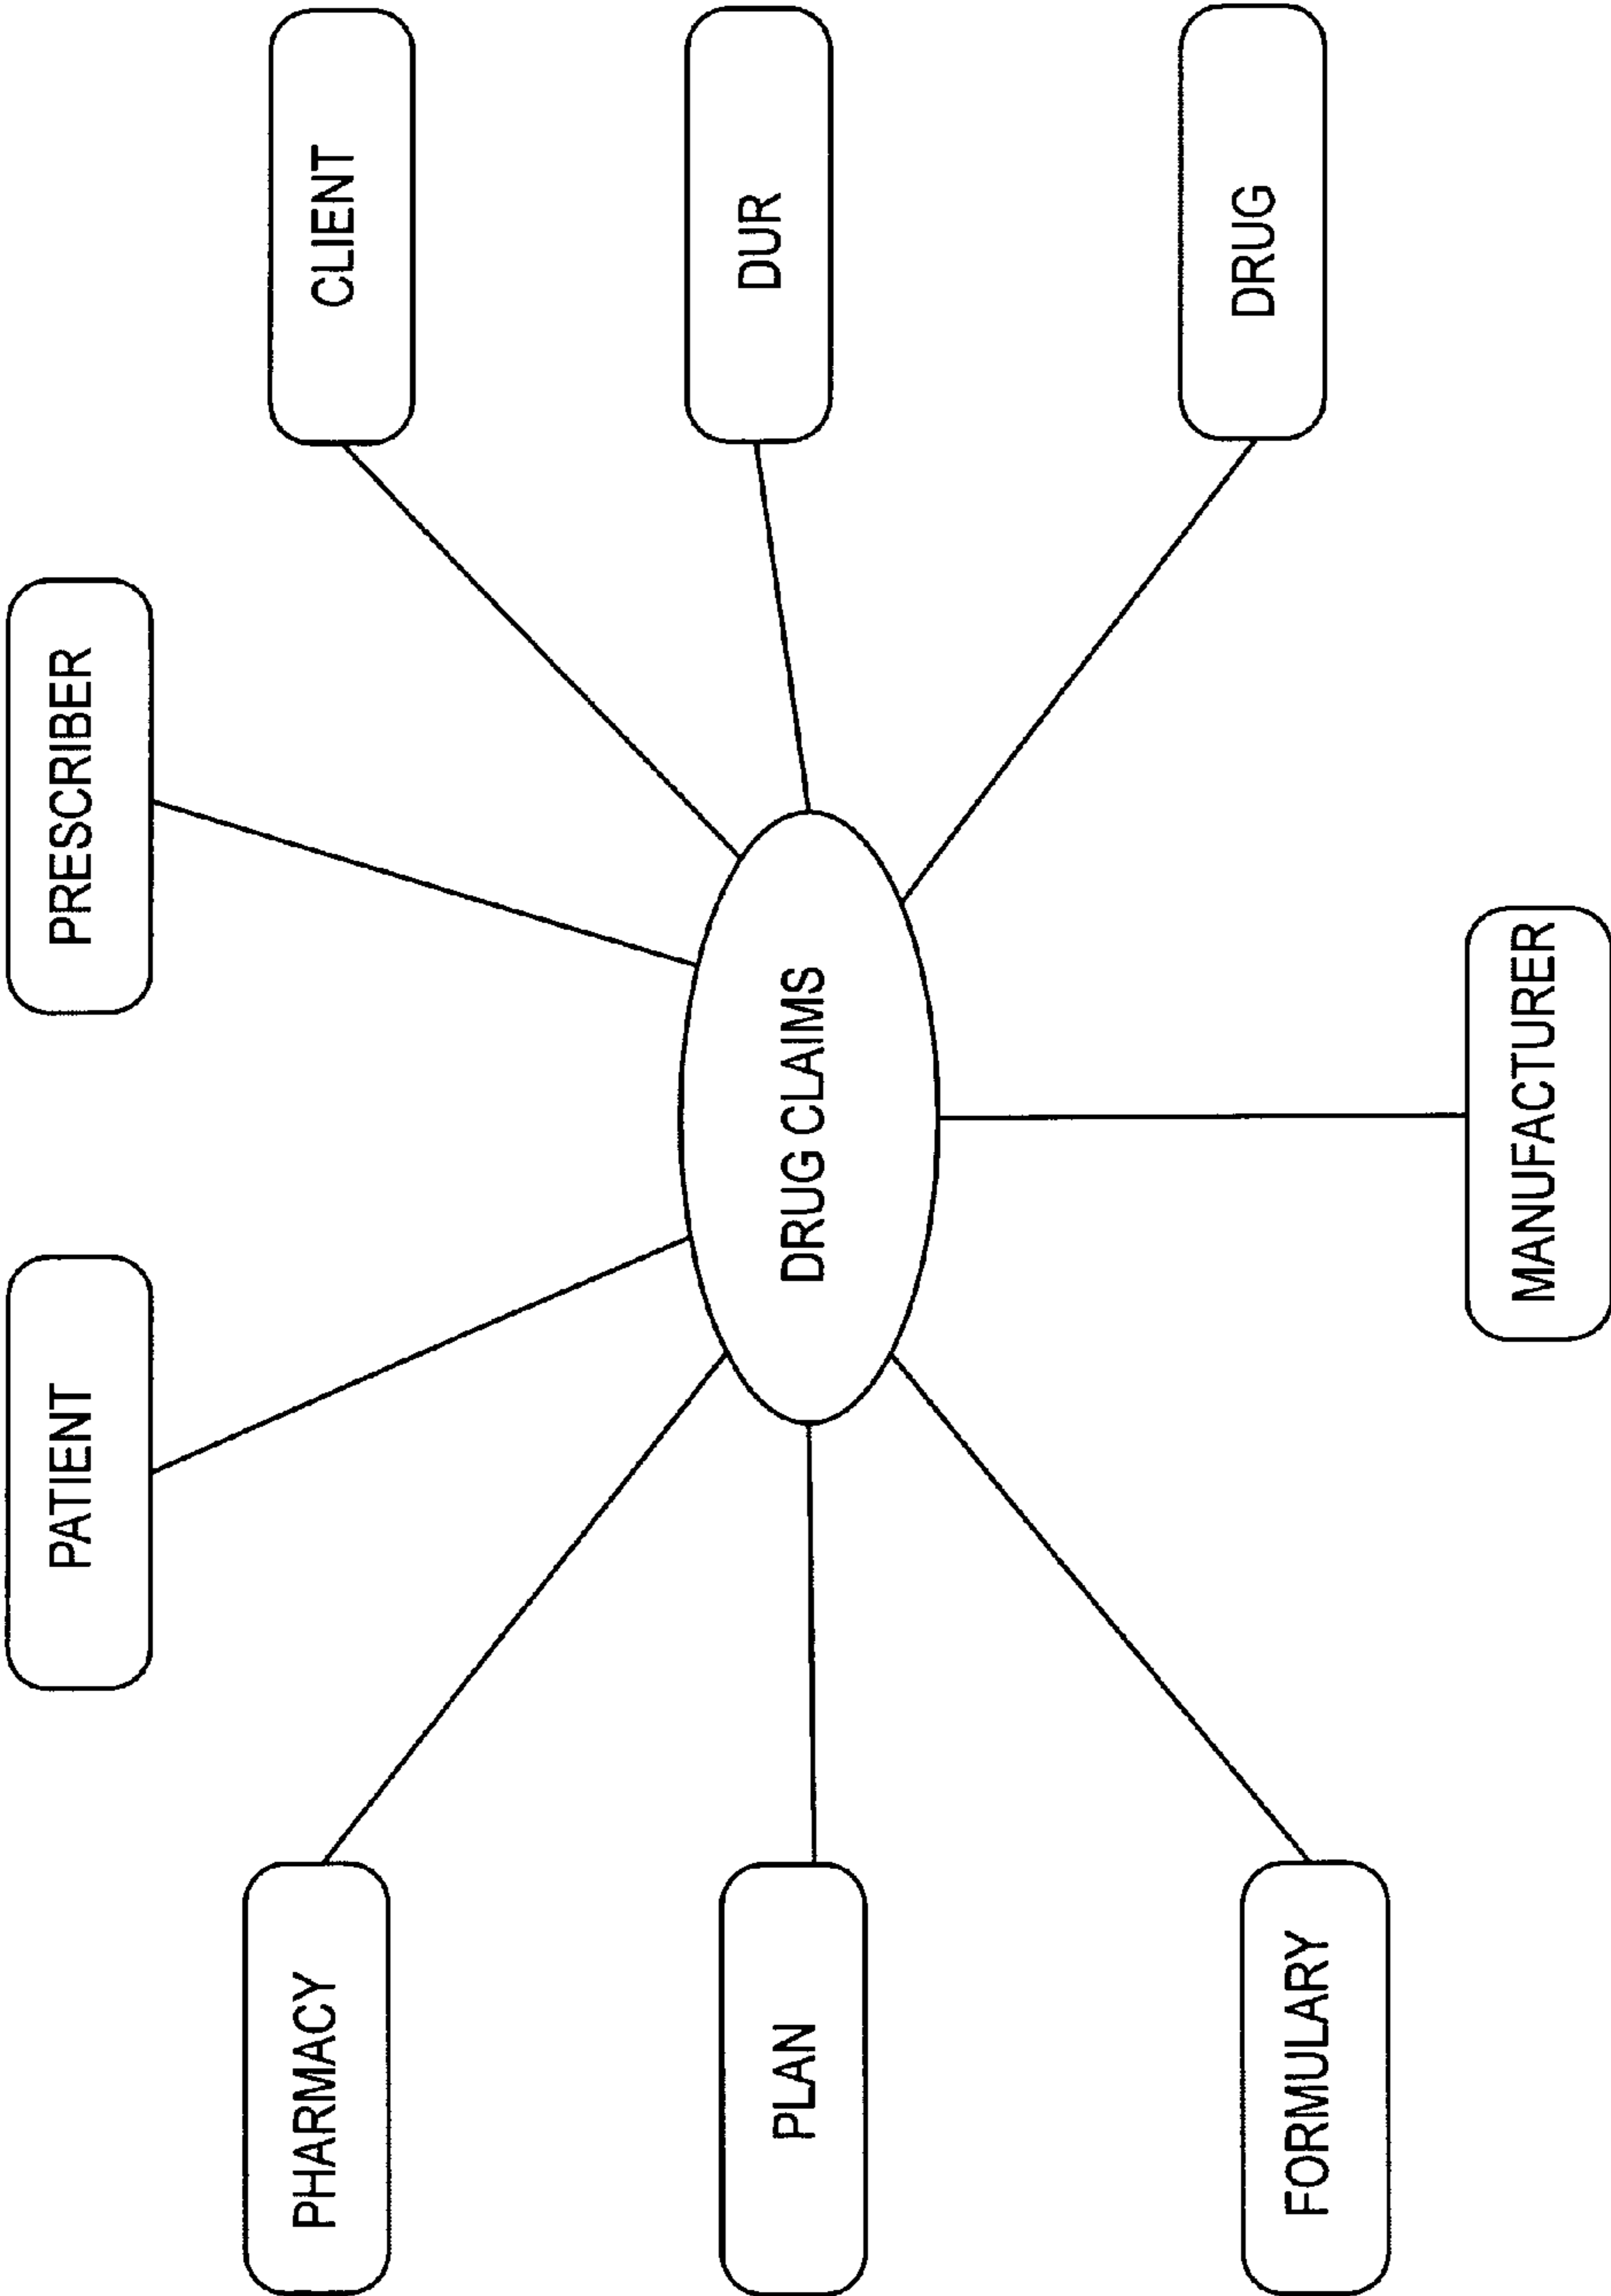 PATIENT
PRESCRIBER
PHARMACY
CLIENT
PLAN
DRUG CLAIMS
DUR
FORMULARY
DRUG
MANUFACTURER